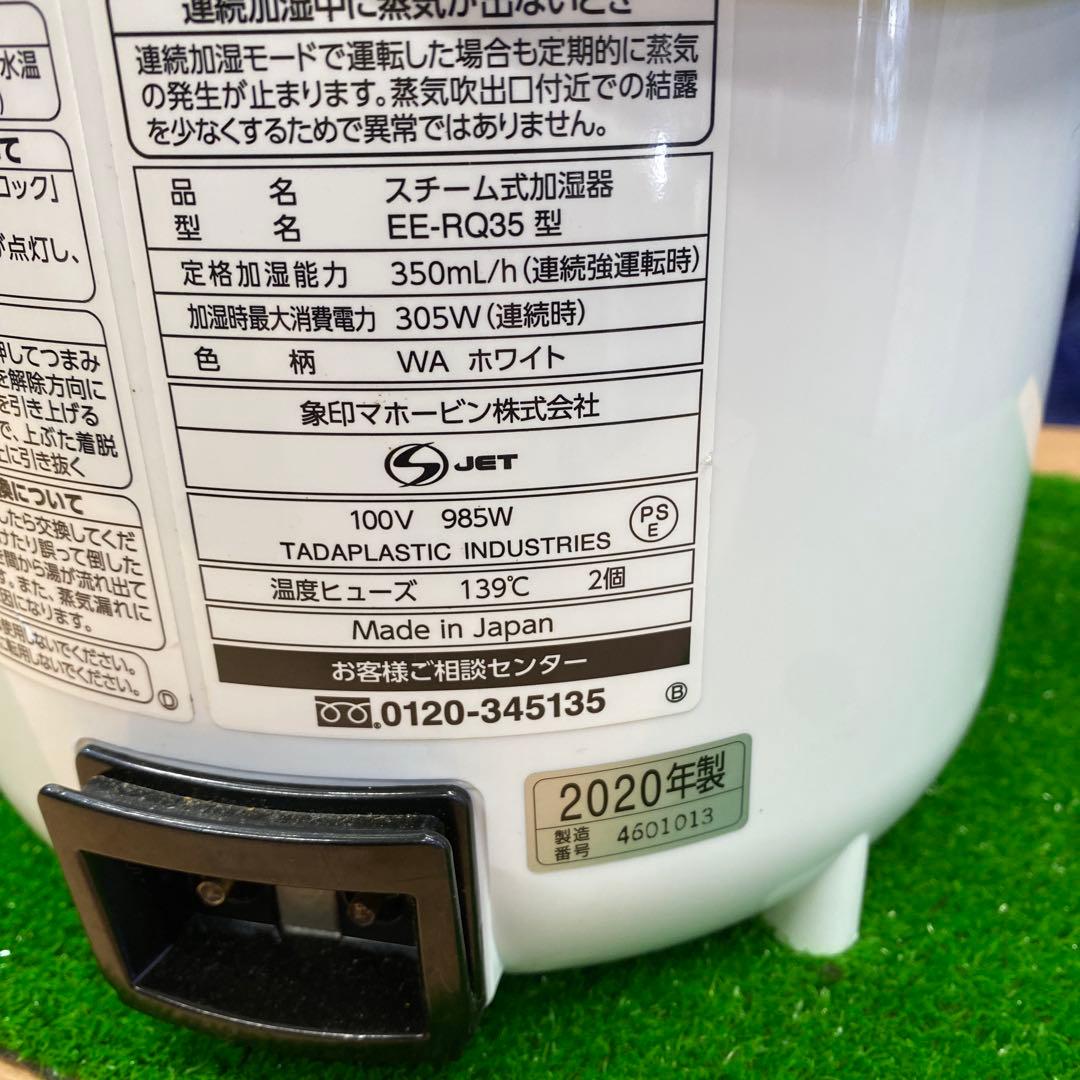 連続加湿中に蒸気が出ないとき
連続加湿モードで運転した場合も定期的に蒸気
の発生が止まります。蒸気吹出口付近での結露
を少なくするためで異常ではありません。
品名 スチーム式加湿器
型名 EE-RQ35 型
定格加湿能力 350mL/h(連続強運転時)
加湿時最大消費電力 305W(連続時)
色柄 WA ホワイト
象印マホービン株式会社
S JET
100V 985W
PS
E
TADAPLASTIC INDUSTRIES
温度ヒューズ 139℃ 2個
Made in Japan
お客様ご相談センター
0120-345135
B
水温
ロック」
点灯し、
押してつまみ
を解除方向に
を引き上げる
で、上ぶた着脱
に引き抜く
換について
したら交換してくだ
けたり誤って倒した
間から湯が流れ出て
す。また、蒸気漏れに
因になります。
使用しないでください。
転用しないでください。
D
2020年製
製造
番号 4601013